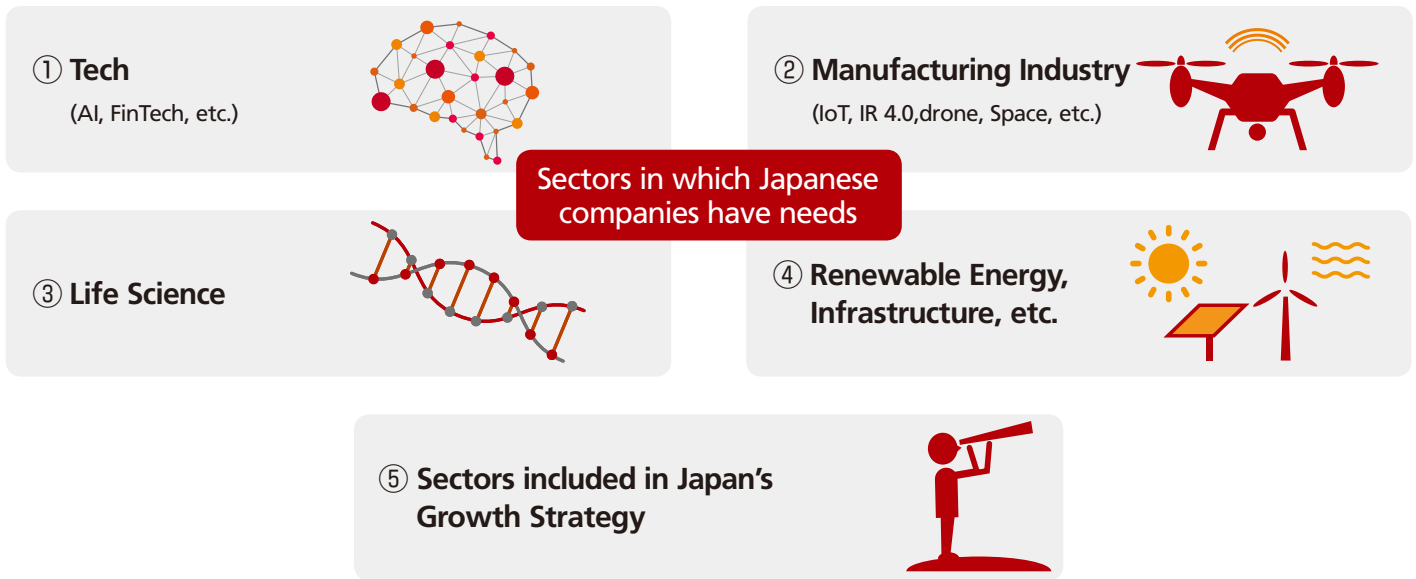 ① Tech
(AI, FinTech, etc.)
② Manufacturing Industry
(IoT, IR 4.0,drone, Space, etc.)
Sectors in which Japanese
companies have needs
③ Life Science
④ Renewable Energy,
Infrastructure, etc.
⑤ Sectors included in Japan’s
Growth Strategy